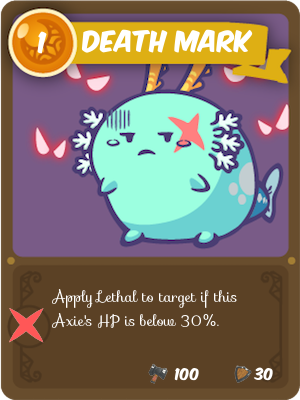 1 DEATH MARK
Apply Lethal to target if this
Axie's HP is below 30%.
100 30